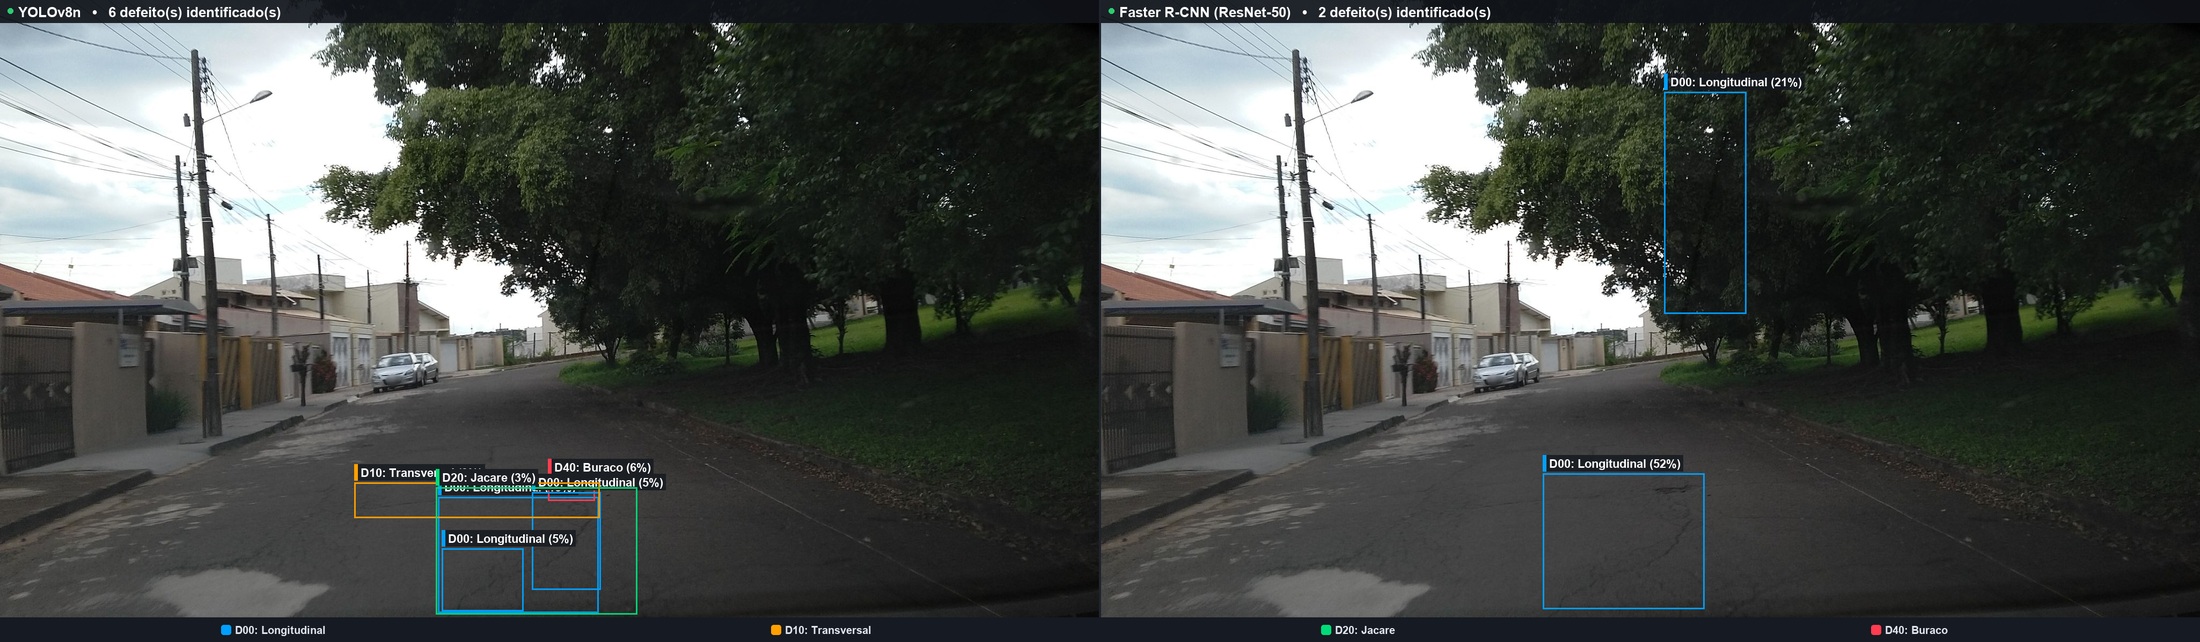 YOLOv8n • 6 defeito(s) identificado(s)
Faster R-CNN (ResNet-50) • 2 defeito(s) identificado(s)
D00: Longitudinal (21%)
D10:
D40: Buraco (6%)
D20: Jacare (3%)
D00: Longitudinal (5%)
D00: Longitudinal (5%)
D00: Longitudinal (52%)
D00: Longitudinal
D10: Transversal
D20: Jacare
D40: Buraco